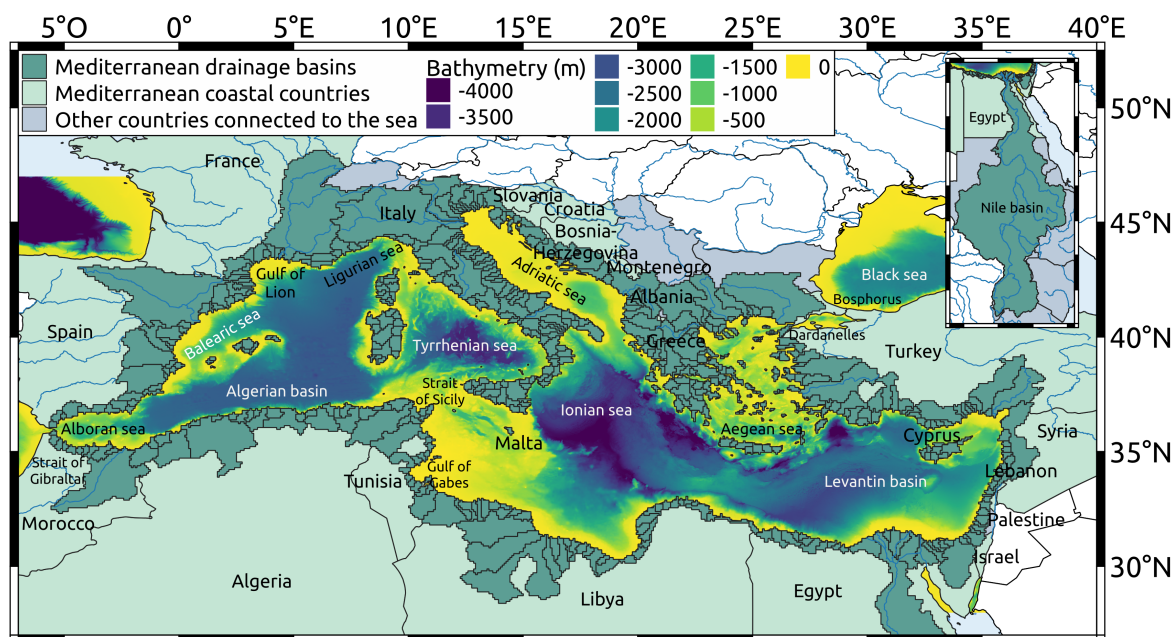 5°O 0° 5°E 10°E 15°E 20°E 25°E 30°E 35°E 40°E
Mediterranean drainage basins
Mediterranean coastal countries
Other countries connected to the sea
Bathymetry (m)
-4000
-3500
-3000
-2500
-2000
-1500
-1000
-500
0
Egypt
Nile basin
50°N
45°N
40°N
35°N
30°N
France
Slovenia
Italy
Croatia
Bosnia-
Herzegovina
Montenegro
Albania
Greece
Gulf of
Lion
Ligurian sea
Adriatic sea
Black sea
Bosphorus
Dardanelles
Spain
Balearic sea
Tyrrhenian sea
Turkey
Algerian basin
Strait
of Sicily
Ionian sea
Alboran sea
Aegean sea
Malta
Cyprus
Syria
Strait of
Gibraltar
Gulf of
Gabes
Tunisia
Levantin basin
Lebanon
Morocco
Palestine
Israel
Algeria
Libya
Egypt